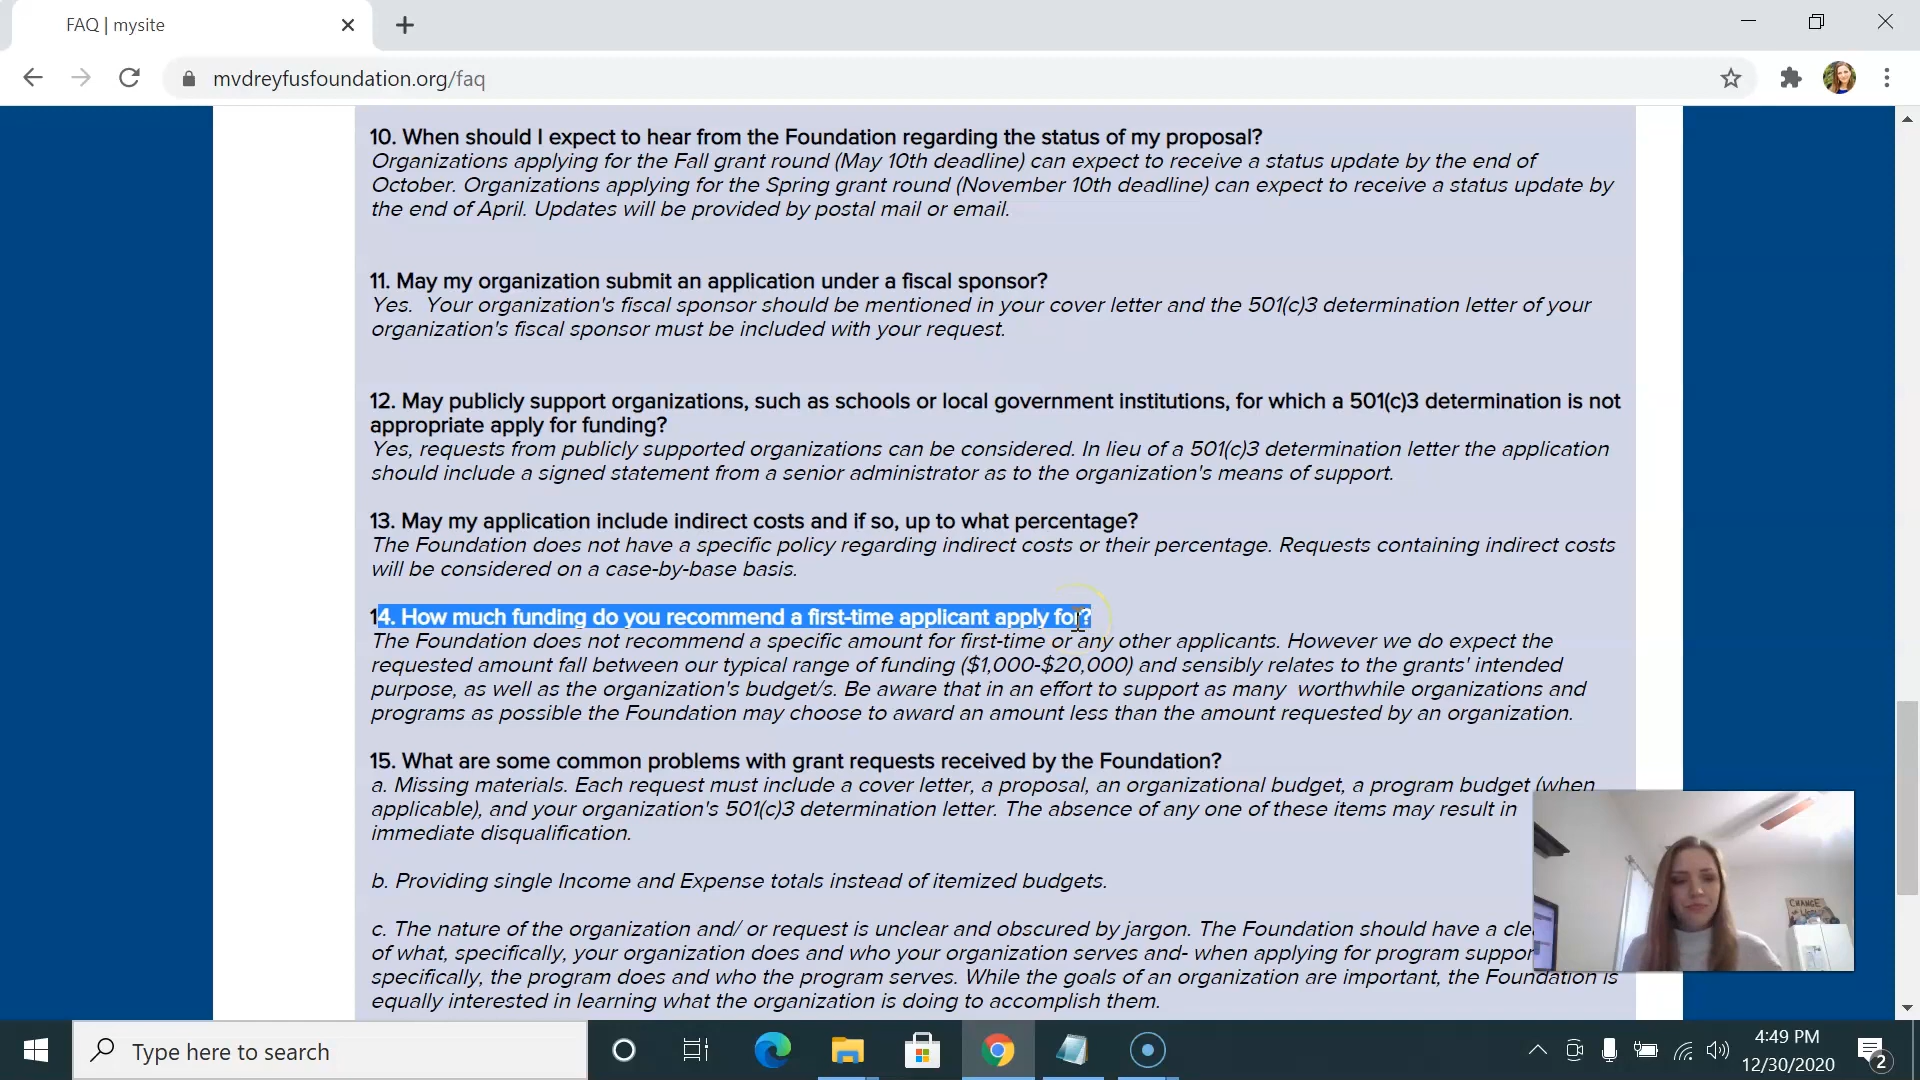 FAQ | mysite
mvdreyfusfoundation.org/faq
10. When should I expect to hear from the Foundation regarding the status of my proposal?
Organizations applying for the Fall grant round (May 10th deadline) can expect to receive a status update by the end of
October. Organizations applying for the Spring grant round (November 10th deadline) can expect to receive a status update by
the end of April. Updates will be provided by postal mail or email.
11. May my organization submit an application under a fiscal sponsor?
Yes.  Your organization's fiscal sponsor should be mentioned in your cover letter and the 501(c)3 determination letter of your
organization's fiscal sponsor must be included with your request.
12. May publicly support organizations, such as schools or local government institutions, for which a 501(c)3 determination is not
appropriate apply for funding?
Yes, requests from publicly supported organizations can be considered. In lieu of a 501(c)3 determination letter the application
should include a signed statement from a senior administrator as to the organization's means of support.
13. May my application include indirect costs and if so, up to what percentage?
The Foundation does not have a specific policy regarding indirect costs or their percentage. Requests containing indirect costs
will be considered on a case-by-base basis.
14. How much funding do you recommend a first-time applicant apply for?
The Foundation does not recommend a specific amount for first-time or any other applicants. However we do expect the
requested amount fall between our typical range of funding ($1,000-$20,000) and sensibly relates to the grants' intended
purpose, as well as the organization's budget/s. Be aware that in an effort to support as many  worthwhile organizations and
programs as possible the Foundation may choose to award an amount less than the amount requested by an organization.
15. What are some common problems with grant requests received by the Foundation?
a. Missing materials. Each request must include a cover letter, a proposal, an organizational budget, a program budget (when
applicable), and your organization's 501(c)3 determination letter. The absence of any one of these items may result in
immediate disqualification.
b. Providing single Income and Expense totals instead of itemized budgets.
c. The nature of the organization and/ or request is unclear and obscured by jargon. The Foundation should have a
of what, specifically, your organization does and who your organization serves and- when applying for program
specifically, the program does and who the program serves. While the goals of an organization are important, the Foundation is
equally interested in learning what the organization is doing to accomplish them.
CHANGE
Type here to search
4:49 PM
12/30/2020
2